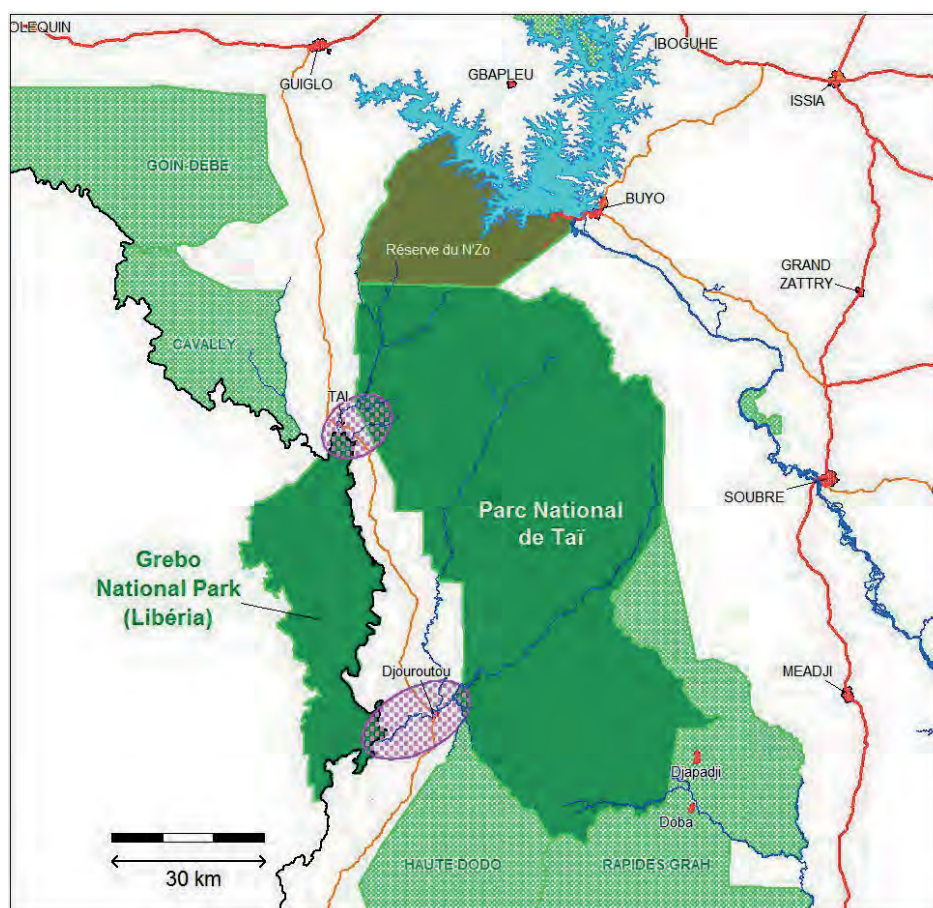 OLEQUIN
GUIGLO
GBAPLEU
IBOGUHE
ISSIA
GOIN-DEBE
BUYO
Réserve du N'Zo
GRAND
ZATTRY
CAVALLY
TAI
SOUBRE
Parc National
de Taï
Grebo
National Park
(Libéria)
Djouroutou
MEADJI
Djapadji
Doba
HAUTE-DODO
RAPIDES-GRAH
30 km